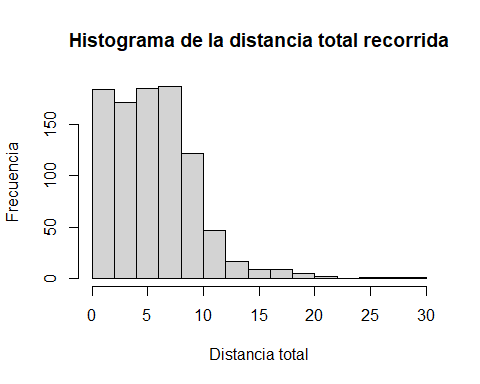 Histograma de la distancia total recorrida
Frecuencia
150
100
50
0
0 5 10 15 20 25 30
Distancia total